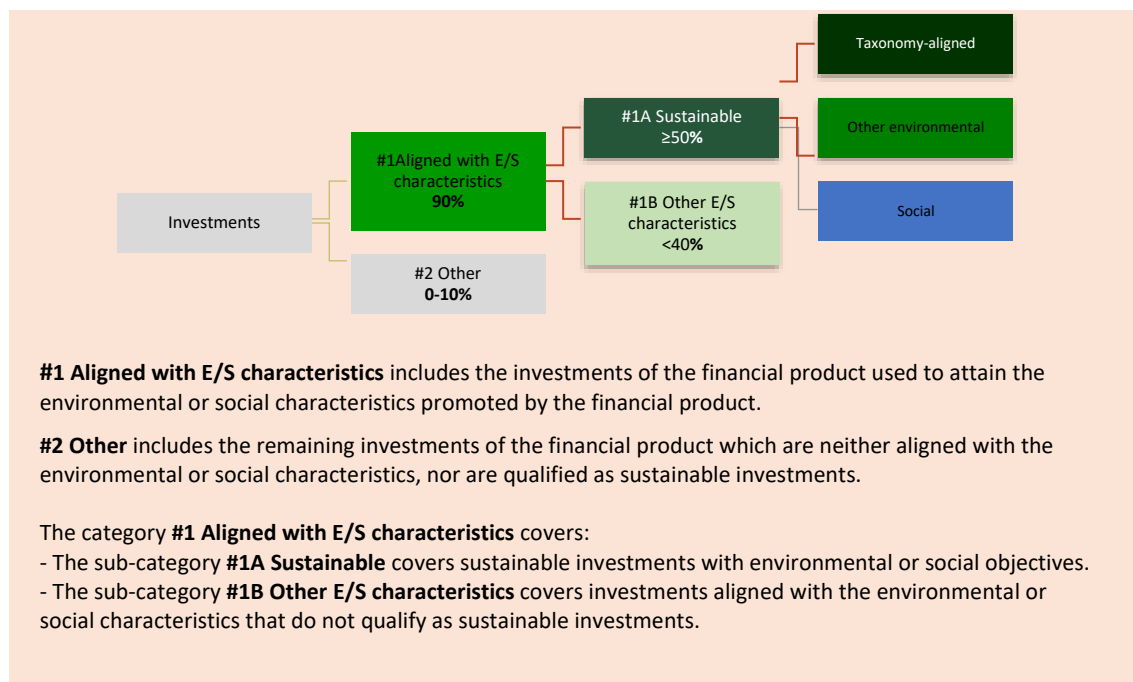 Taxonomy-aligned
#1A Sustainable
≥50%
Other environmental
#1Aligned with E/S
characteristics
90%
#1B Other E/S
characteristics
<40%
Social
Investments
#2 Other
0-10%
#1 Aligned with E/S characteristics includes the investments of the financial product used to attain the
environmental or social characteristics promoted by the financial product.
#2 Other includes the remaining investments of the financial product which are neither aligned with the
environmental or social characteristics, nor are qualified as sustainable investments.
The category #1 Aligned with E/S characteristics covers:
- The sub-category #1A Sustainable covers sustainable investments with environmental or social objectives.
- The sub-category #1B Other E/S characteristics covers investments aligned with the environmental or
social characteristics that do not qualify as sustainable investments.